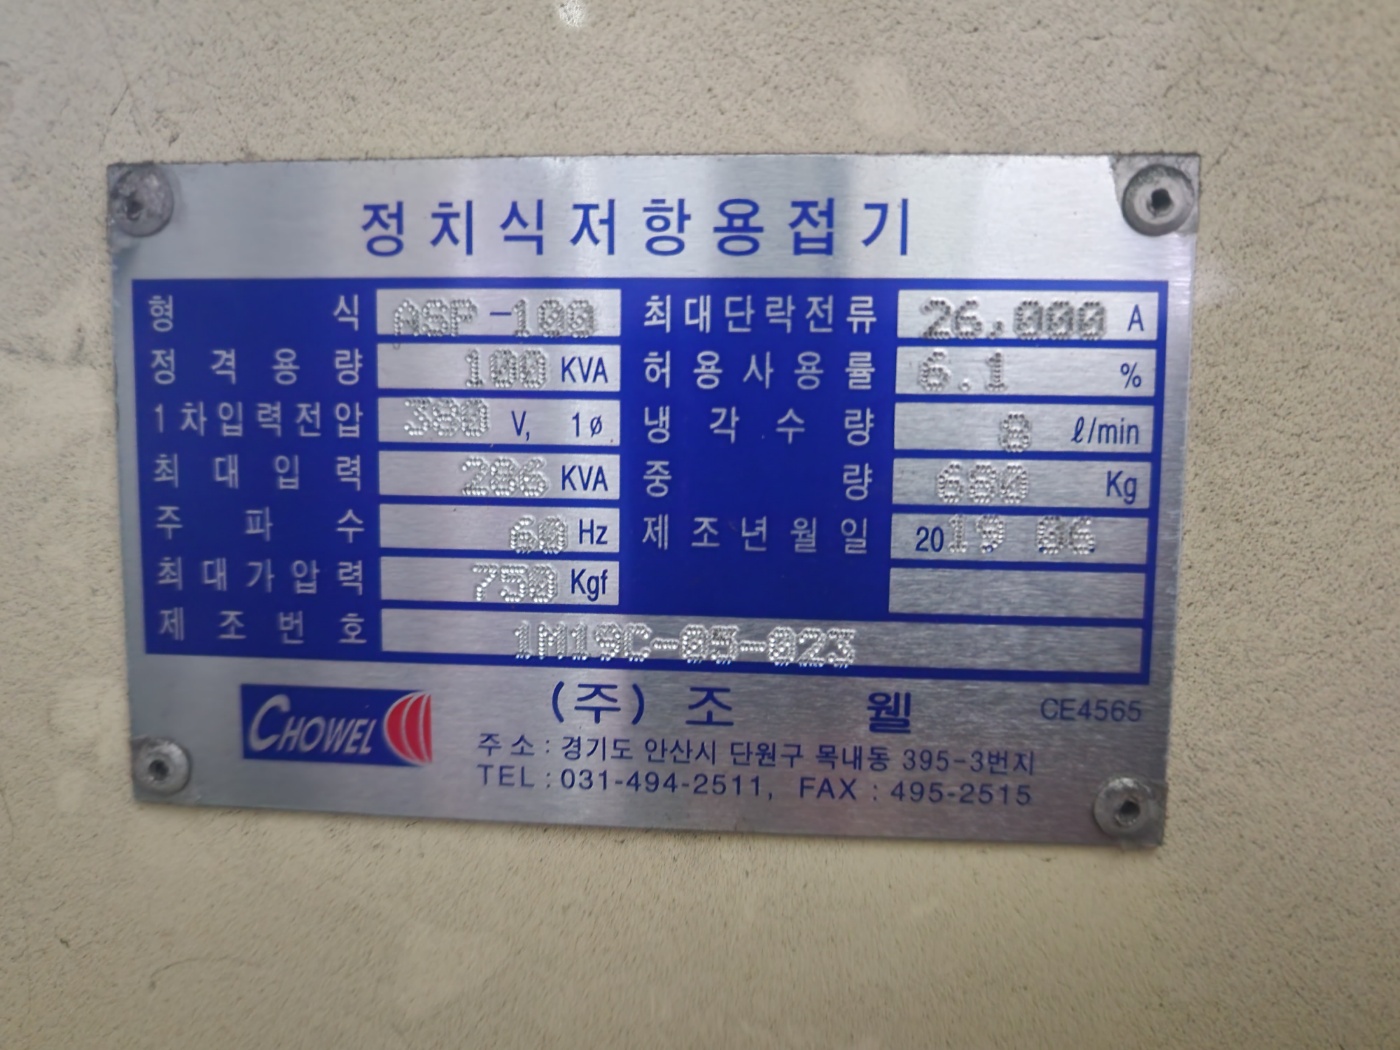 정치식저항용접기
형 식 ASP-100 최대단락전류 26,000 A
정격용량 100 KVA 허용사용률 6.1 %
1차입력전압 380 V, 1ø 냉각수량 8 ℓ/min
최대입력 286 KVA 중 량 680 Kg
주파수 60 Hz 제조년월일 2019 06
최대가압력 750 Kgf
제조번호 1M19C-05-023
CHOWEL (주) 조 웰 CE4565
주소 : 경기도 안산시 단원구 목내동 395-3번지
TEL : 031-494-2511, FAX : 495-2515